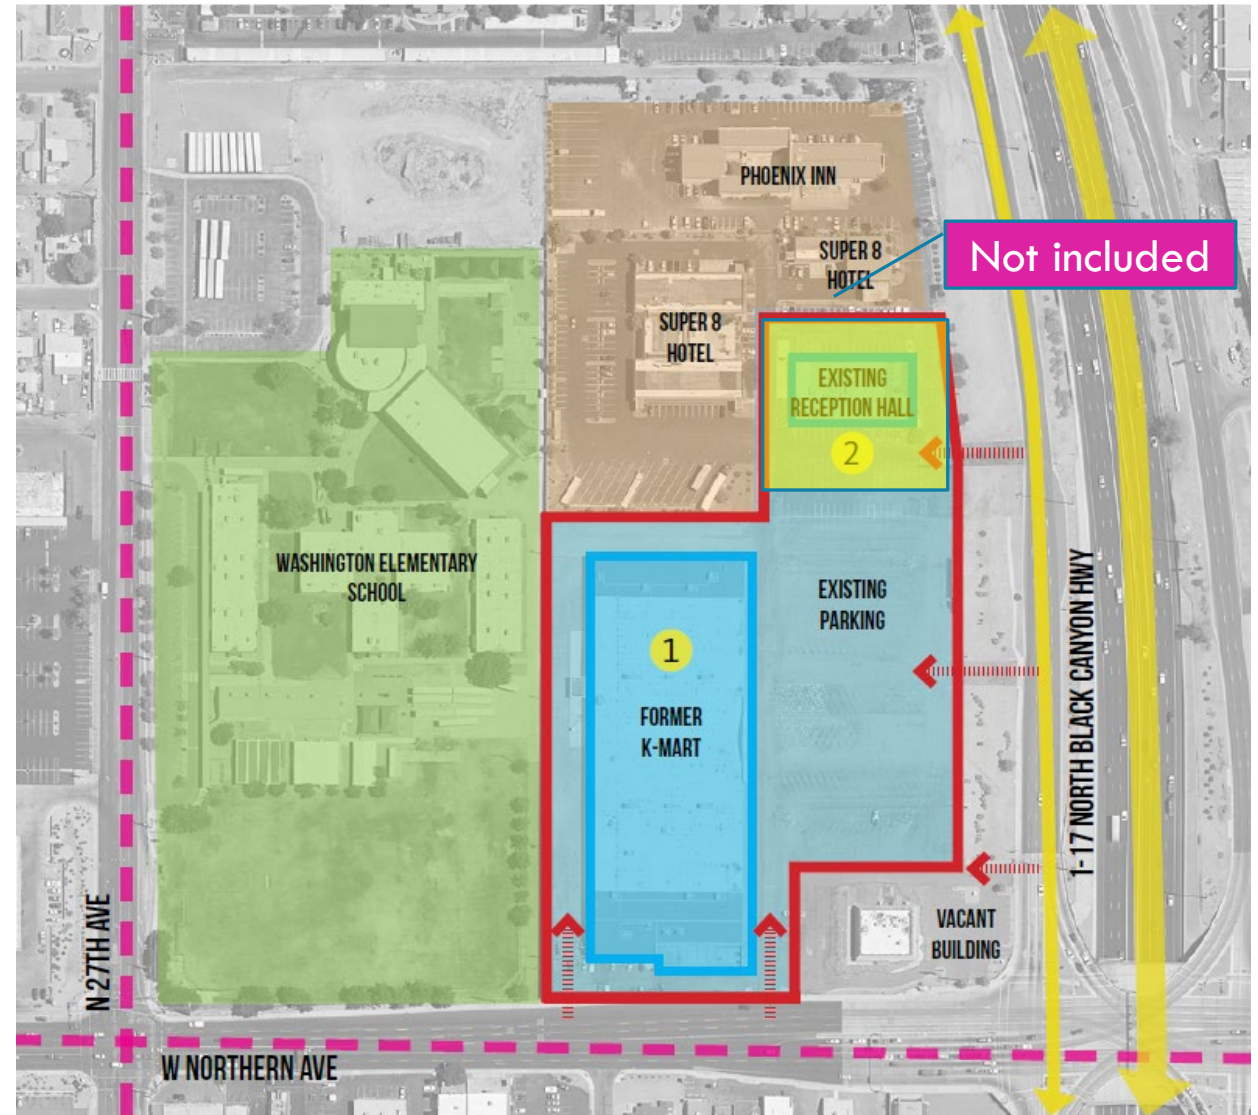 PHOENIX INN
SUPER 8
HOTEL
Not included
SUPER 8
HOTEL
EXISTING
RECEPTION HALL
2
WASHINGTON ELEMENTARY
SCHOOL
EXISTING
PARKING
1
FORMER
K-MART
1-17 NORTH BLACK CANYON HWY
N 27TH AVE
VACANT
BUILDING
W NORTHERN AVE